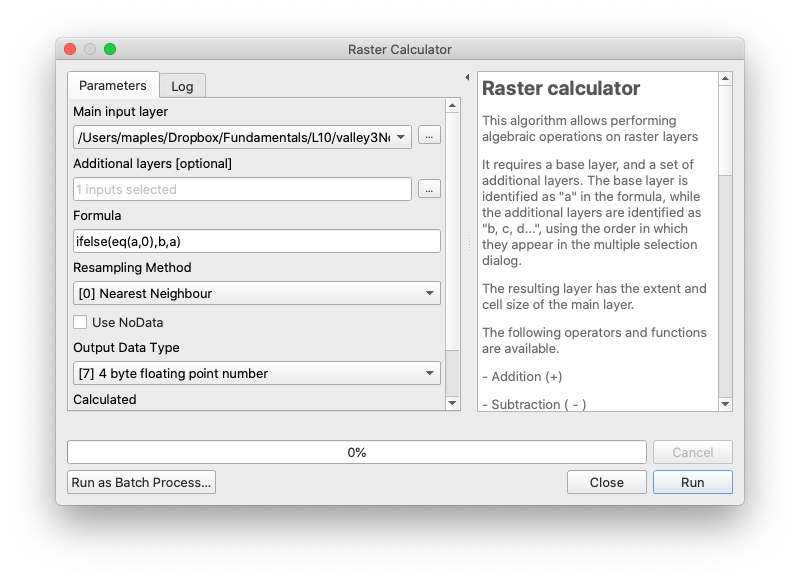 Raster Calculator
Parameters
Log
Main input layer
/Users/maples/Dropbox/Fundamentals/L10/valley3No
...
Additional layers [optional]
1 inputs selected
...
Formula
ifelse(eq(a,0),b,a)
Resampling Method
[0] Nearest Neighbour
Use NoData
Output Data Type
[7] 4 byte floating point number
Calculated
Raster calculator
This algorithm allows performing
algebraic operations on raster layers
It requires a base layer, and a set of
additional layers. The base layer is
identified as "a" in the formula, while
the additional layers are identified as
"b, c, d...", using the order in which
they appear in the multiple selection
dialog.
The resulting layer has the extent and
cell size of the main layer.
The following operators and functions
are available.
- Addition (+)
- Subtraction ( - )
0%
Cancel
Run as Batch Process...
Close
Run